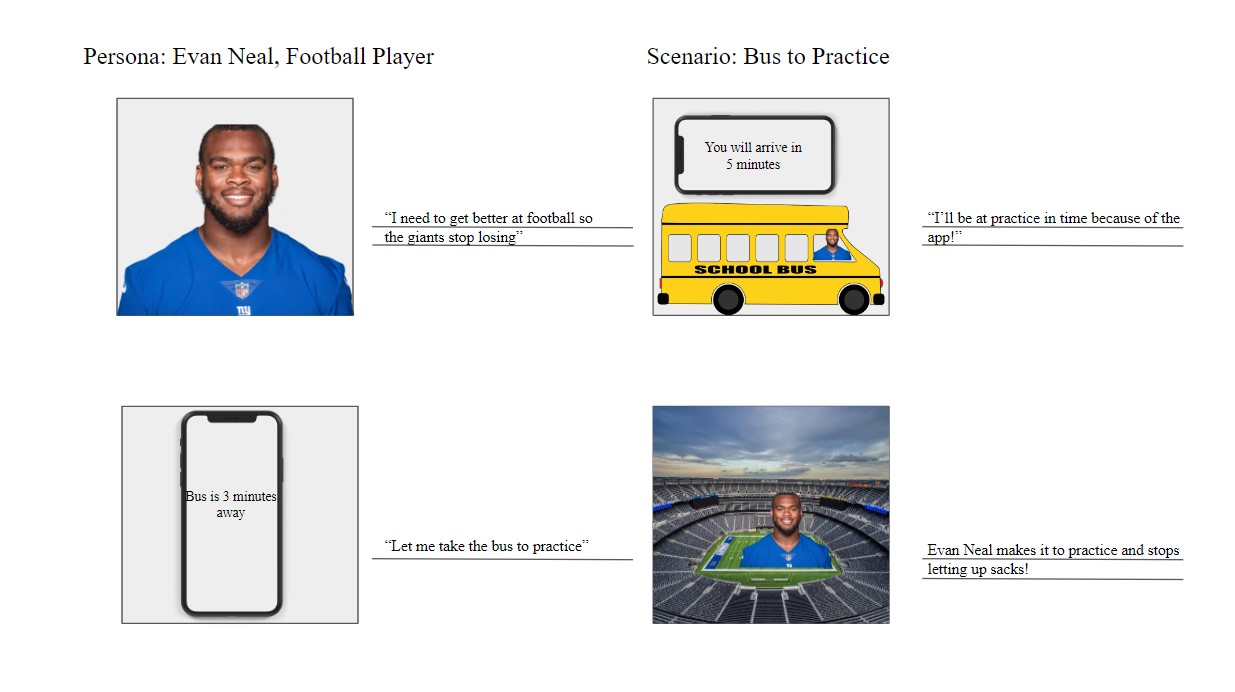 Persona: Evan Neal, Football Player
Scenario: Bus to Practice
“I need to get better at football so
the giants stop losing”
ny
You will arrive in
5 minutes
SCHOOL BUS
“I’ll be at practice in time because of the
app!”
Bus is 3 minutes
away
“Let me take the bus to practice”
Evan Neal makes it to practice and stops
letting up sacks!